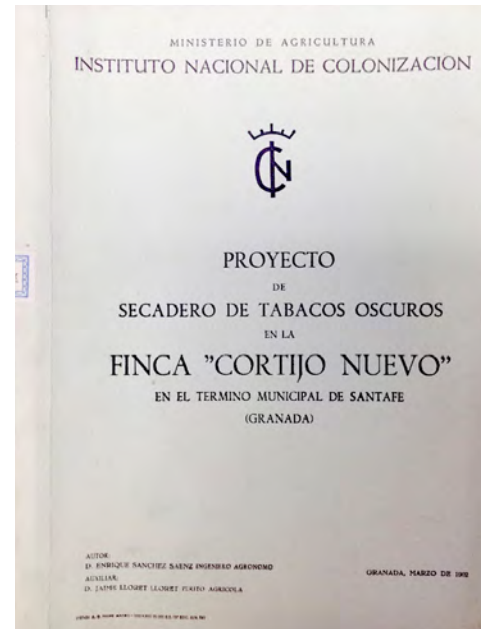 MINISTERIO DE AGRICULTURA
INSTITUTO NACIONAL DE COLONIZACION
PROYECTO
DE
SECADERO DE TABACOS OSCUROS
EN LA
FINCA "CORTIJO NUEVO"
EN EL TERMINO MUNICIPAL DE SANTAFE
(GRANADA)
AUTOR:
D. ENRIQUE SANCHEZ SAENZ INGENIERO AGRONOMO
AUXILIAR:
D. JAIME LLOSET LLOSET PERITO AGRICOLA
GRANADA, MARZO DE